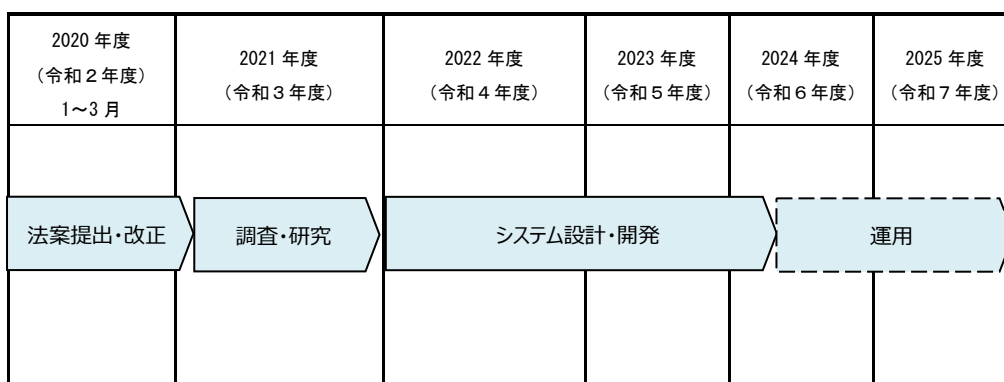 2020 年度
（令和２年度）
1～3 月
2021 年度
（令和３年度）
2022 年度
（令和４年度）
2023 年度
（令和５年度）
2024 年度
（令和６年度）
2025 年度
（令和７年度）
法案提出・改正
調査・研究
システム設計・開発
運用